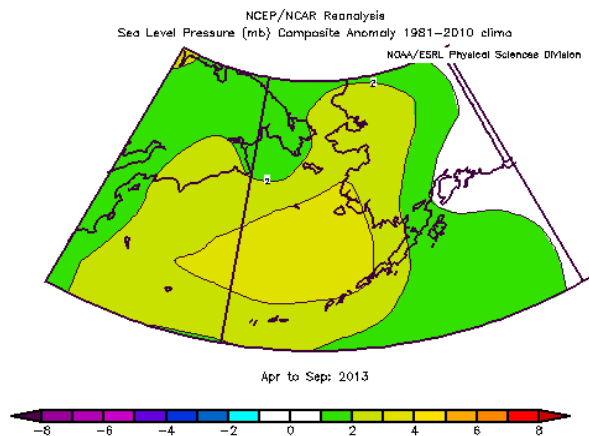 NCEP/NCAR Reanalysis
Sea Level Pressure (mb) Composite Anomaly 1981-2010 clima
NOAA/ESRL Physical Sciences Division
2
2
Apr to Sep: 2013
-8 -6 -4 -2 0 2 4 6 8